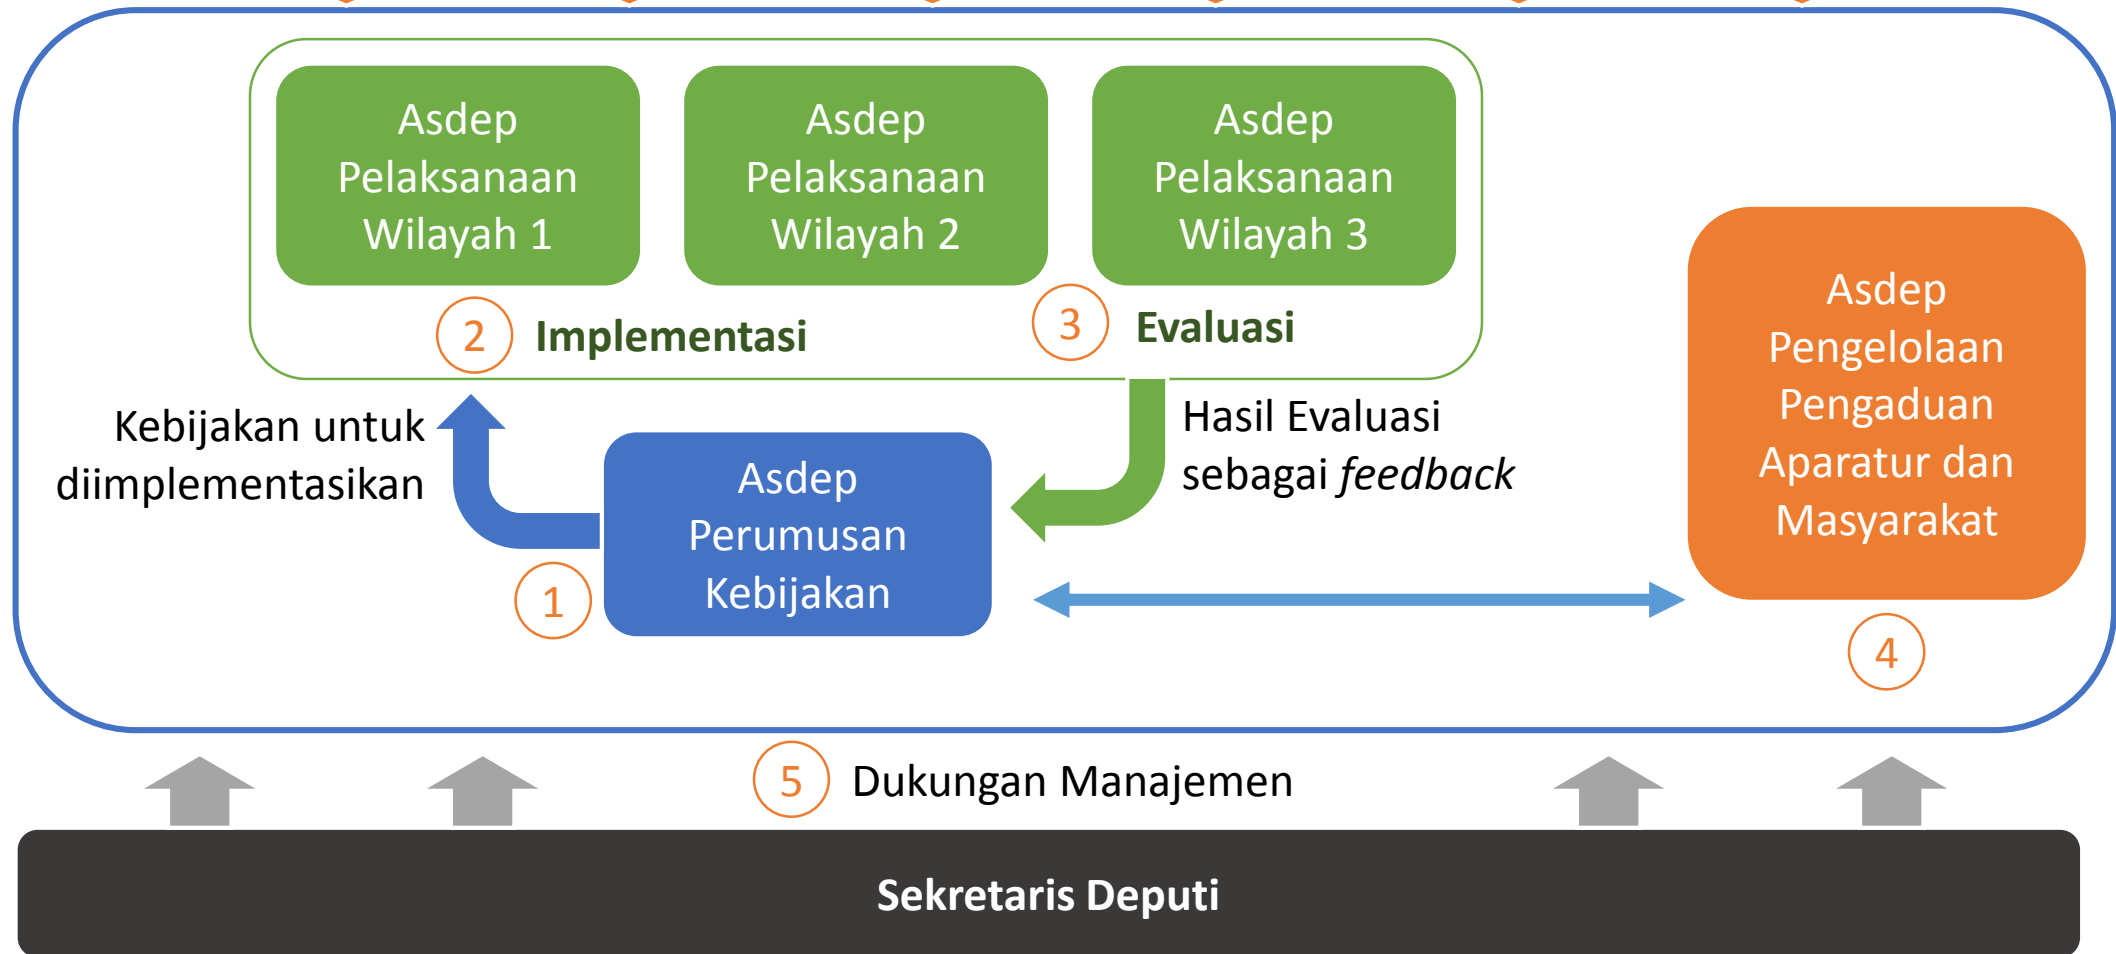 Asdep
Pelaksanaan
Wilayah 1
Asdep
Pelaksanaan
Wilayah 2
Asdep
Pelaksanaan
Wilayah 3
2 Implementasi
3 Evaluasi
Kebijakan untuk
diimplementasikan
Hasil Evaluasi
sebagai feedback
Asdep
Perumusan
Kebijakan
1
Asdep
Pengelolaan
Pengaduan
Aparatur dan
Masyarakat
4
5 Dukungan Manajemen
Sekretaris Deputi